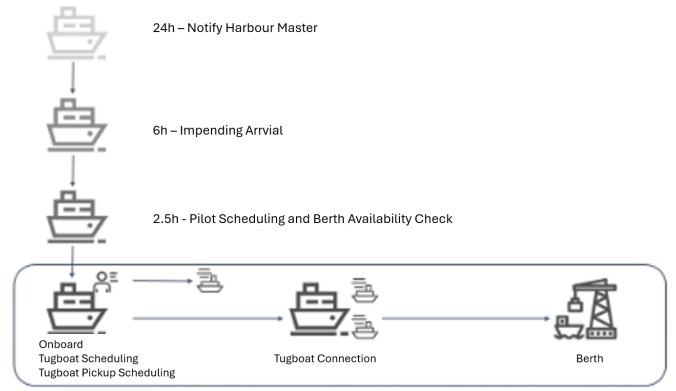 24h – Notify Harbour Master
6h – Impending Arrvial
2.5h - Pilot Scheduling and Berth Availability Check
Onboard
Tugboat Scheduling
Tugboat Pickup Scheduling
Tugboat Connection
Berth